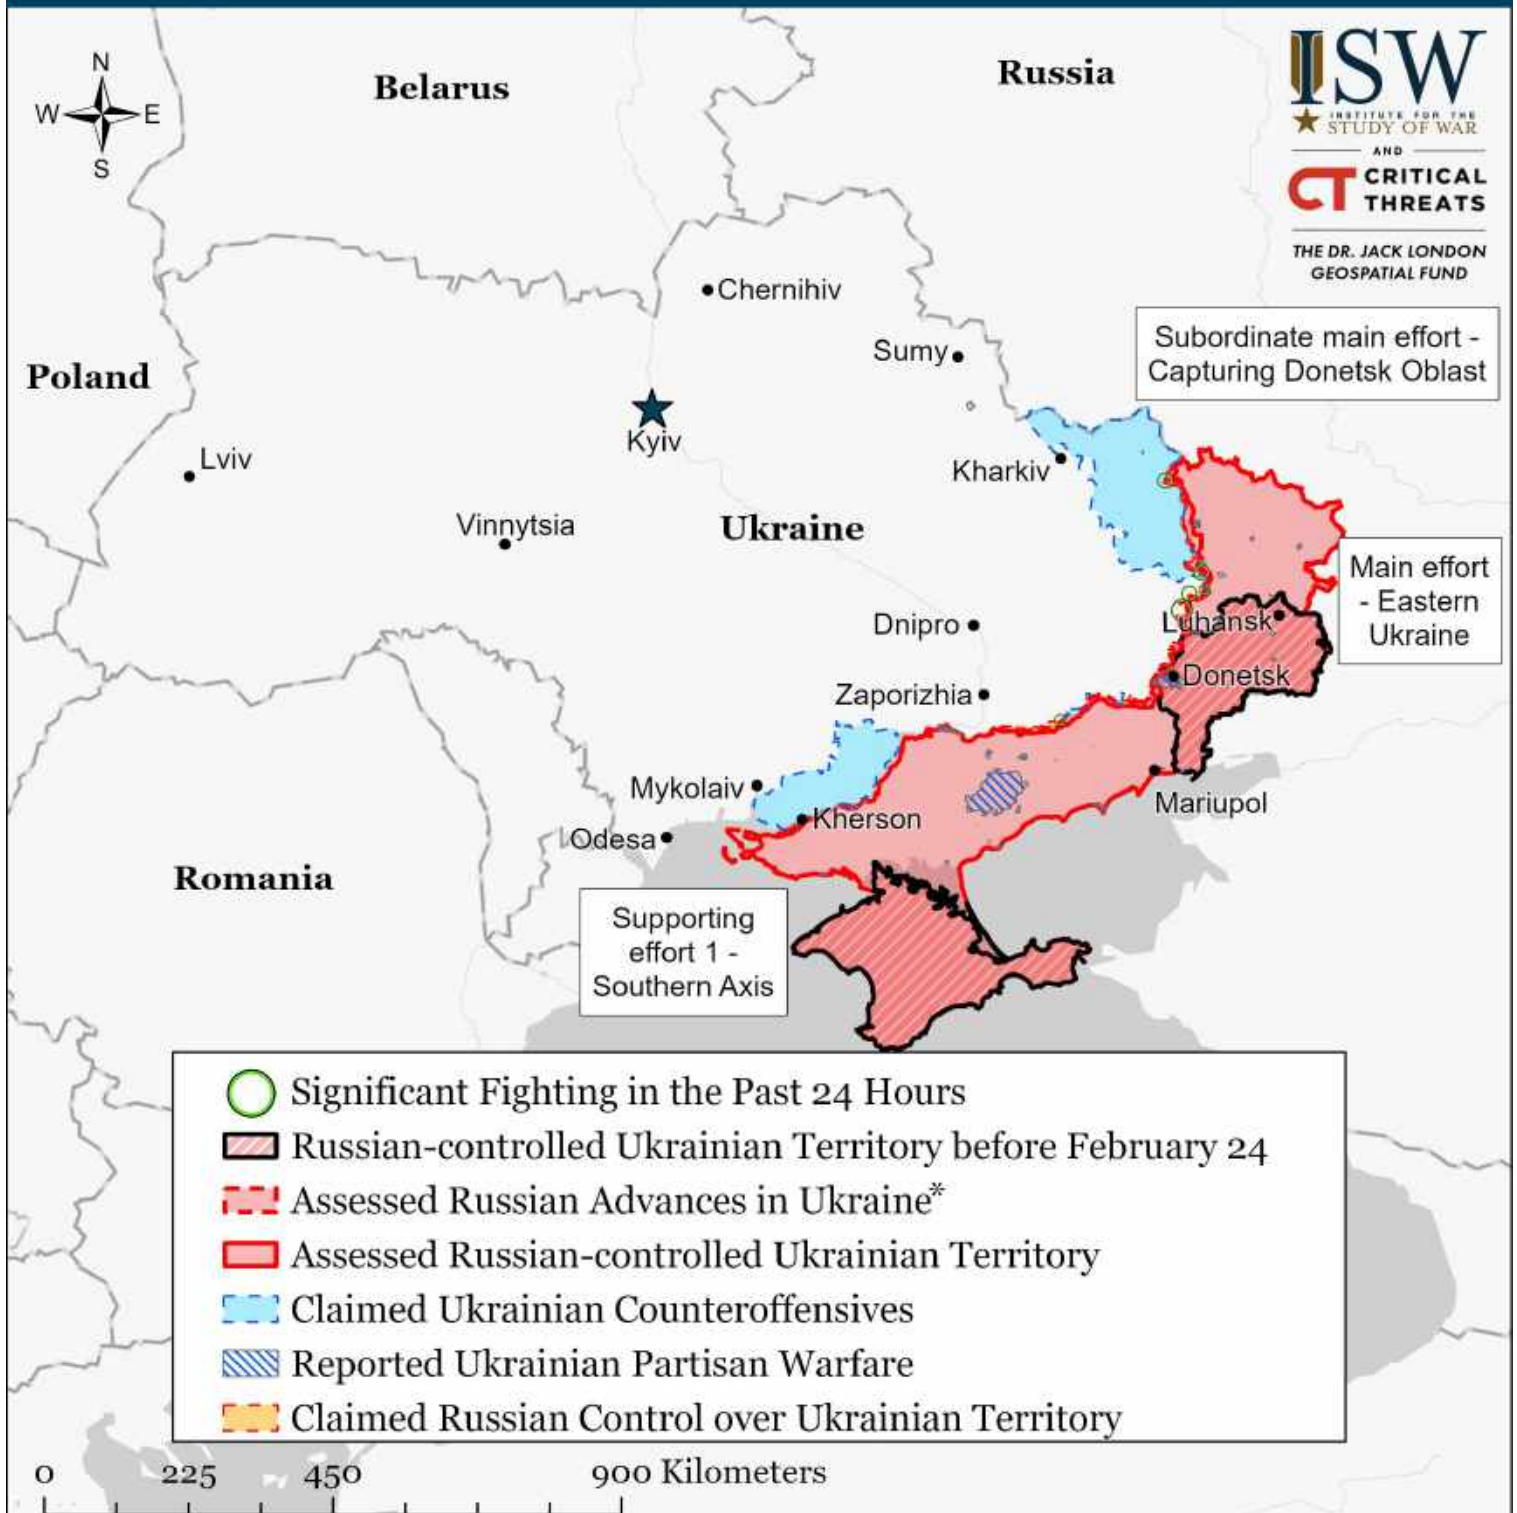 N
W E
S
Belarus
Russia
ISW
INSTITUTE FOR THE
STUDY OF WAR
AND
CT CRITICAL
THREATS
THE DR. JACK LONDON
GEOSPATIAL FUND
Chernihiv
Subordinate main effort -
Capturing Donetsk Oblast
Sumy
Poland
Kyiv
Lviv
Kharkiv
Vinnytsia
Ukraine
Main effort
- Eastern
Ukraine
Dnipro
Luhansk
Donetsk
Zaporizhia
Mykolaiv
Mariupol
Kherson
Odesa
Romania
Supporting
effort 1 -
Southern Axis
Significant Fighting in the Past 24 Hours
Russian-controlled Ukrainian Territory before February 24
Assessed Russian Advances in Ukraine*
Assessed Russian-controlled Ukrainian Territory
Claimed Ukrainian Counteroffensives
Reported Ukrainian Partisan Warfare
Claimed Russian Control over Ukrainian Territory
0 225 450 900 Kilometers